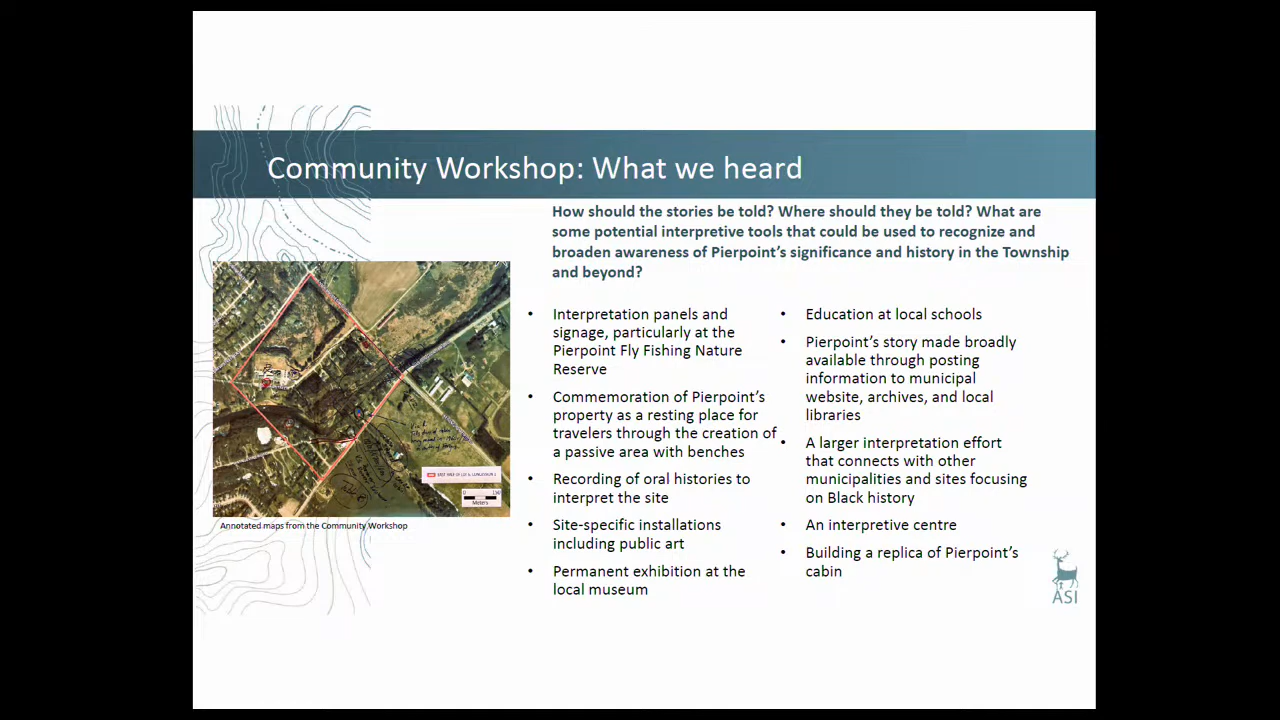 Community Workshop: What we heard
How should the stories be told? Where should they be told? What are
some potential interpretive tools that could be used to recognize and
broaden awareness of Pierpoint's significance and history in the Township
and beyond?
Annotated maps from the Community Workshop
• Interpretation panels and
signage, particularly at the
Pierpoint Fly Fishing Nature
Reserve
• Commemoration of Pierpoint's
property as a resting place for
travelers through the creation of
a passive area with benches
• Recording of oral histories to
interpret the site
• Site-specific installations
including public art
• Permanent exhibition at the
local museum
• Education at local schools
• Pierpoint's story made broadly
available through posting
information to municipal
website, archives, and local
libraries
• A larger interpretation effort
that connects with other
municipalities and sites focusing
on Black history
• An interpretive centre
• Building a replica of Pierpoint's
cabin
ASI